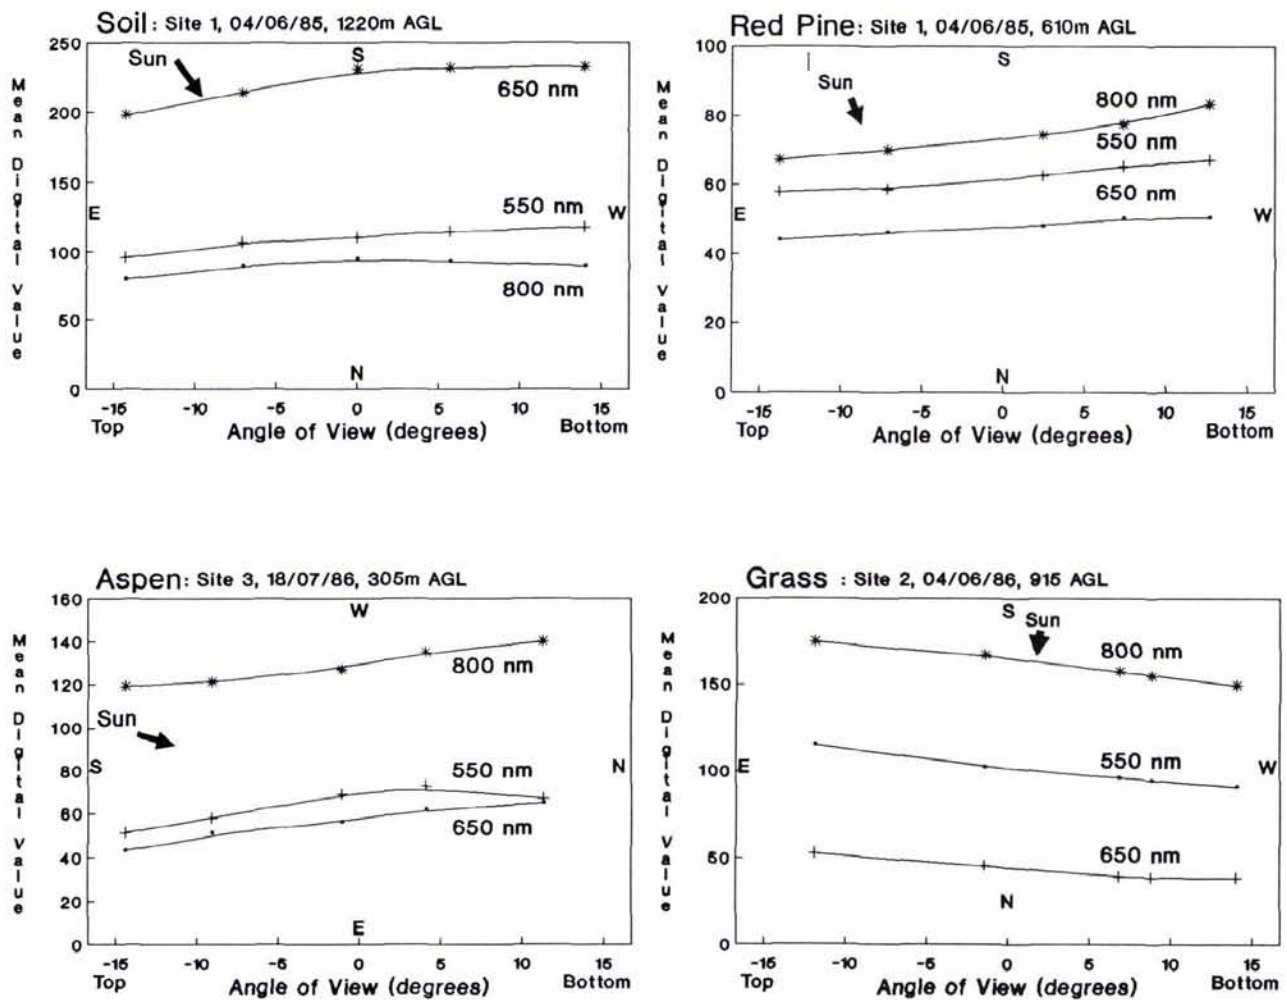 Soil: Site 1, 04/06/85, 1220m AGL
250
Sun
S
650 nm
200
150
550 nm
E
W
100
800 nm
50
N
0
-15 -10 -5 0 5 10 15
Top Angle of View (degrees) Bottom
Mean Digital Value
Red Pine: Site 1, 04/06/85, 610m AGL
100
S
Sun
800 nm
80
550 nm
60
650 nm
E
W
40
20
N
0
-15 -10 -5 0 5 10 15
Top Angle of View (degrees) Bottom
Mean Digital Value
Aspen: Site 3, 18/07/86, 305m AGL
160
W
140
800 nm
120
Sun
100
80
S
550 nm
N
60
650 nm
40
20
E
0
-15 -10 -5 0 5 10 15
Top Angle of View (degrees) Bottom
Mean Digital Value
Grass : Site 2, 04/06/86, 915 AGL
200
S
Sun
800 nm
150
550 nm
E
W
100
650 nm
50
N
0
-15 -10 -5 0 5 10 15
Top Angle of View (degrees) Bottom
Mean Digital Value